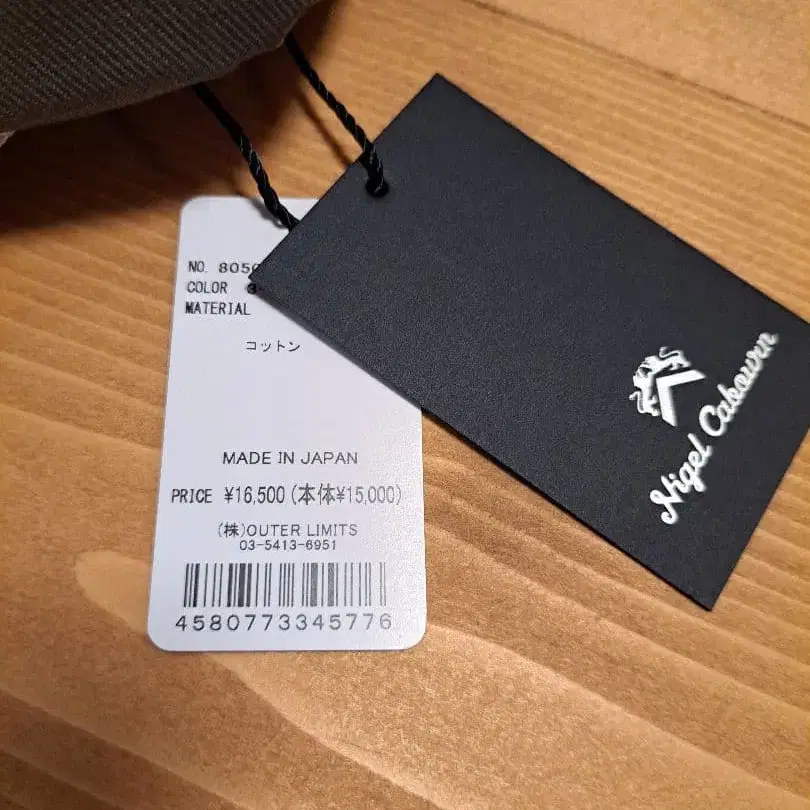 NO. 805
COLOR
MATERIAL
コットン
MADE IN JAPAN
PRICE ¥16,500 (本体¥15,000)
(株)OUTER LIMITS
03-5413-6951
4580773345776
Nigel Cabourn